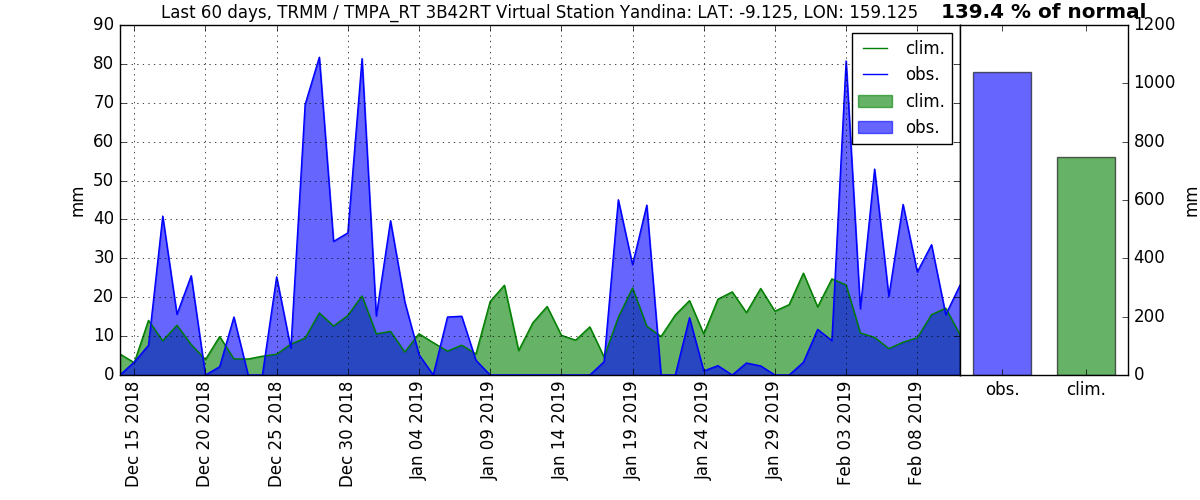 Last 60 days, TRMM / TMPA_RT 3B42RT Virtual Station Yandina: LAT: -9.125, LON: 159.125
139.4 % of normal
90
80
70
60
50
40
30
20
10
0
mm
clim.
obs.
clim.
obs.
Dec 15 2018
Dec 20 2018
Dec 25 2018
Dec 30 2018
Jan 04 2019
Jan 09 2019
Jan 14 2019
Jan 19 2019
Jan 24 2019
Jan 29 2019
Feb 03 2019
Feb 08 2019
1200
1000
800
600
400
200
0
mm
obs.
clim.